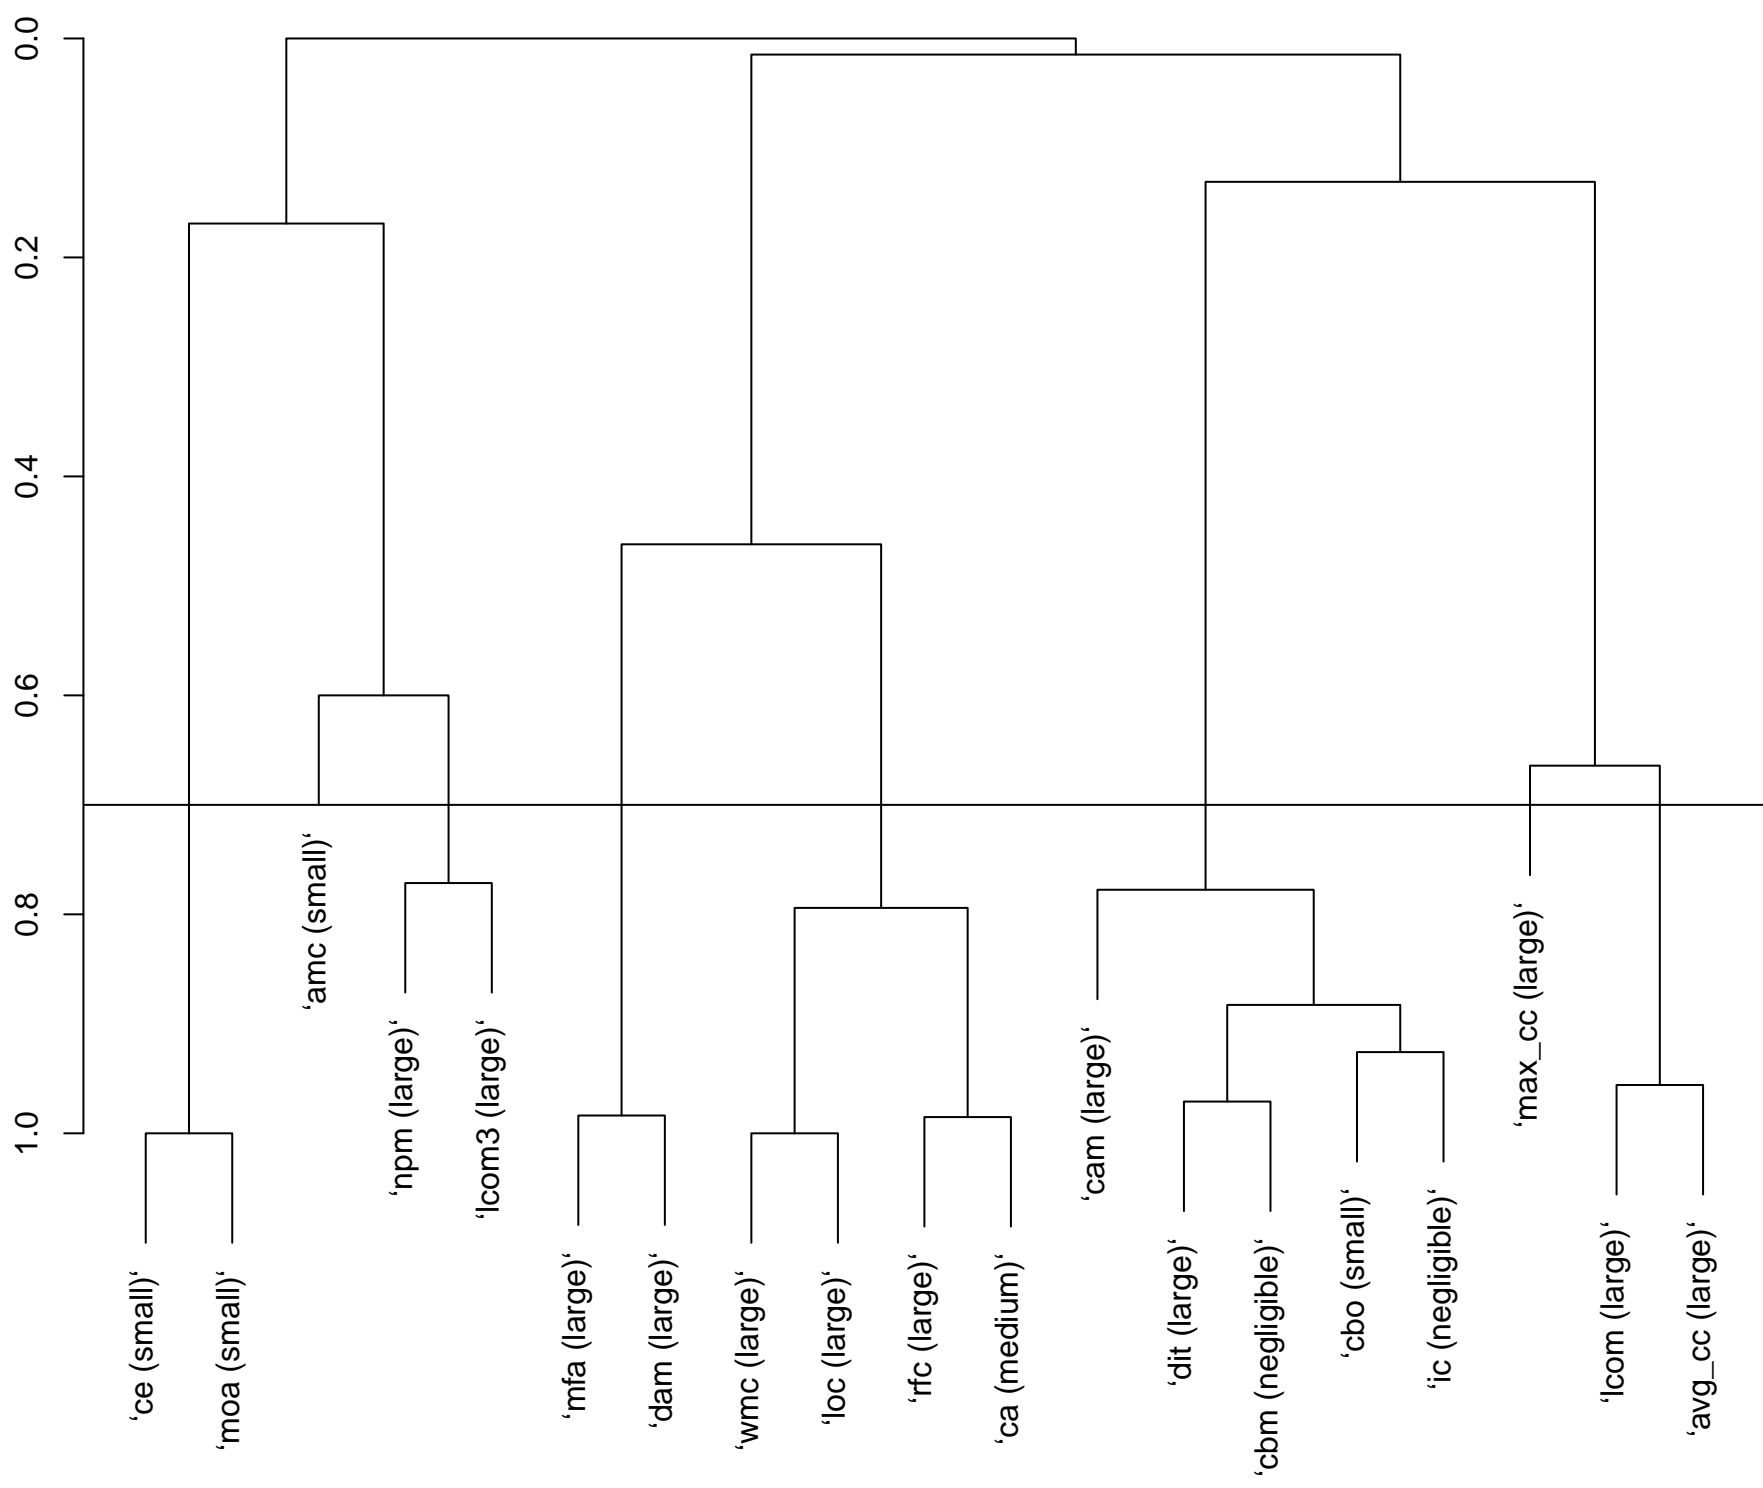 0.0
0.2
0.4
0.6
0.8
1.0
‘ce (small)‘
‘moa (small)‘
‘amc (small)‘
‘npm (large)‘
‘lcom3 (large)‘
‘mfa (large)‘
‘dam (large)‘
‘wmc (large)‘
‘loc (large)‘
‘rfc (large)‘
‘ca (medium)‘
‘cam (large)‘
‘dit (large)‘
‘cbm (negligible)‘
‘cbo (small)‘
‘ic (negligible)‘
‘max_cc (large)‘
‘lcom (large)‘
‘avg_cc (large)‘